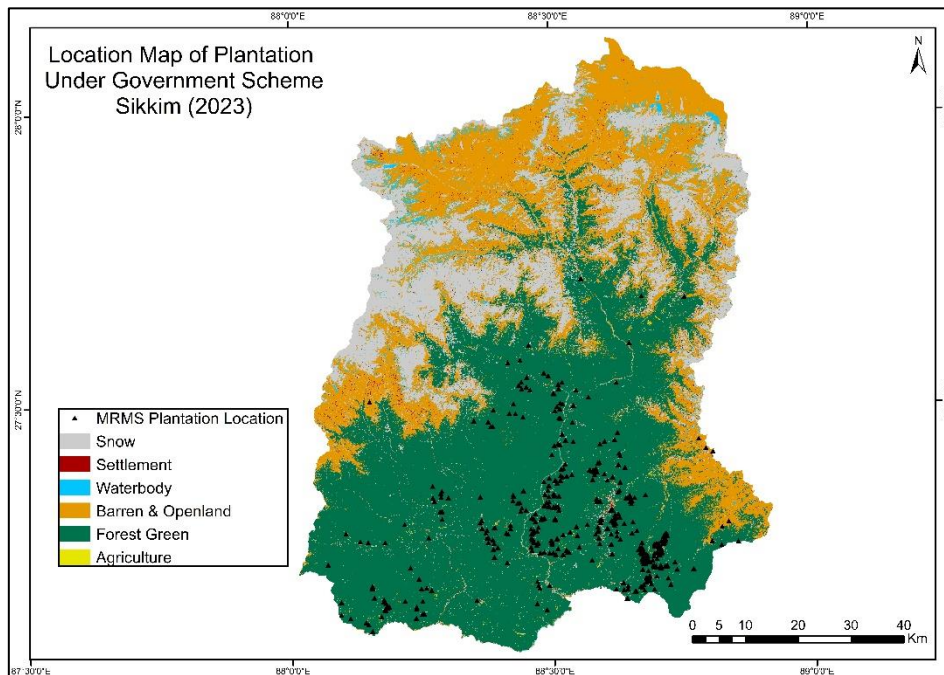 88°0'0"E 88°30'0"E 89°0'0"E
Location Map of Plantation
Under Government Scheme
Sikkim (2023)
N
28°0'0"N
27°30'0"N
MRMS Plantation Location
Snow
Settlement
Waterbody
Barren & Openland
Forest Green
Agriculture
0 5 10 20 30 40
Km
87°30'0"E 88°0'0"E 88°30'0"E 89°0'0"E